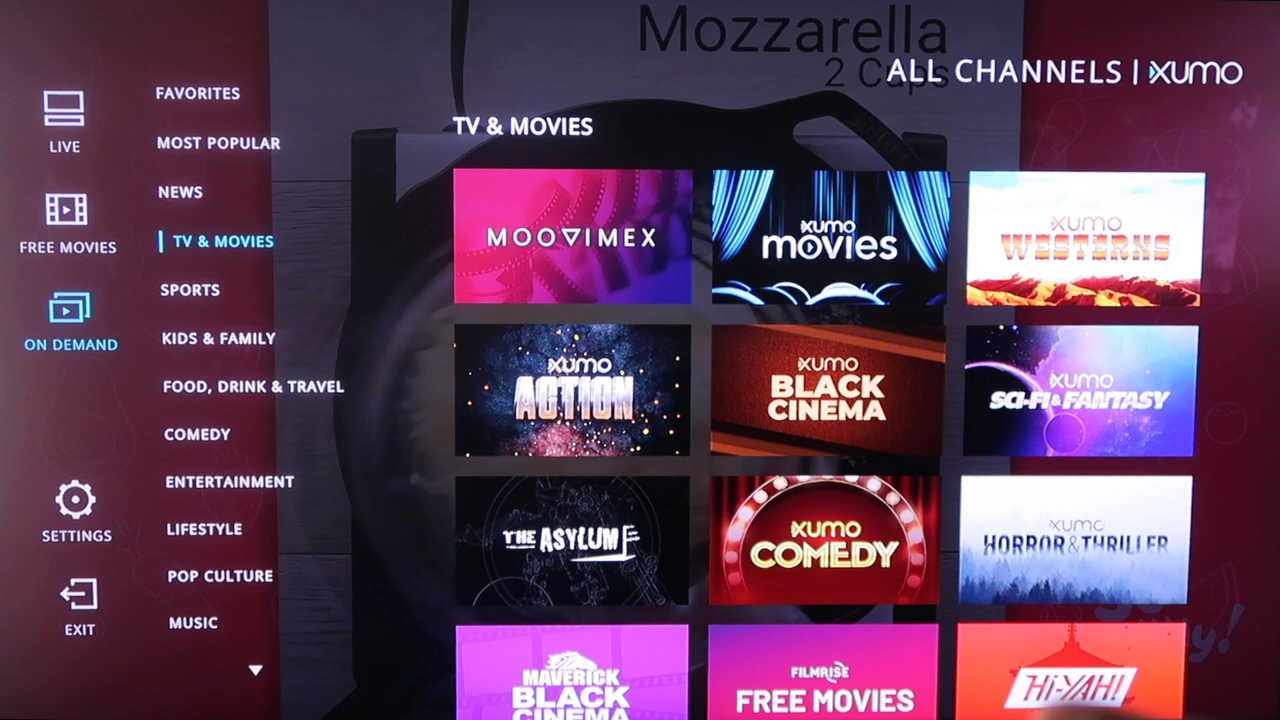 Mozzarella
2 Cups
ALL CHANNELS | XUMO
LIVE
FREE MOVIES
ON DEMAND
SETTINGS
EXIT
FAVORITES
MOST POPULAR
NEWS
TV & MOVIES
SPORTS
KIDS & FAMILY
FOOD, DRINK & TRAVEL
COMEDY
ENTERTAINMENT
LIFESTYLE
POP CULTURE
MUSIC
TV & MOVIES
MOOVIMEX
XUMO
movies
XUMO
WESTERNS
XUMO
ACTION
XUMO
BLACK
CINEMA
XUMO
SCI-FI & FANTASY
THE ASYLUM
XUMO
COMEDY
XUMO
HORROR & THRILLER
MAVERICK
BLACK
CINEMA
FILMRISE
FREE MOVIES
HI-YAH!